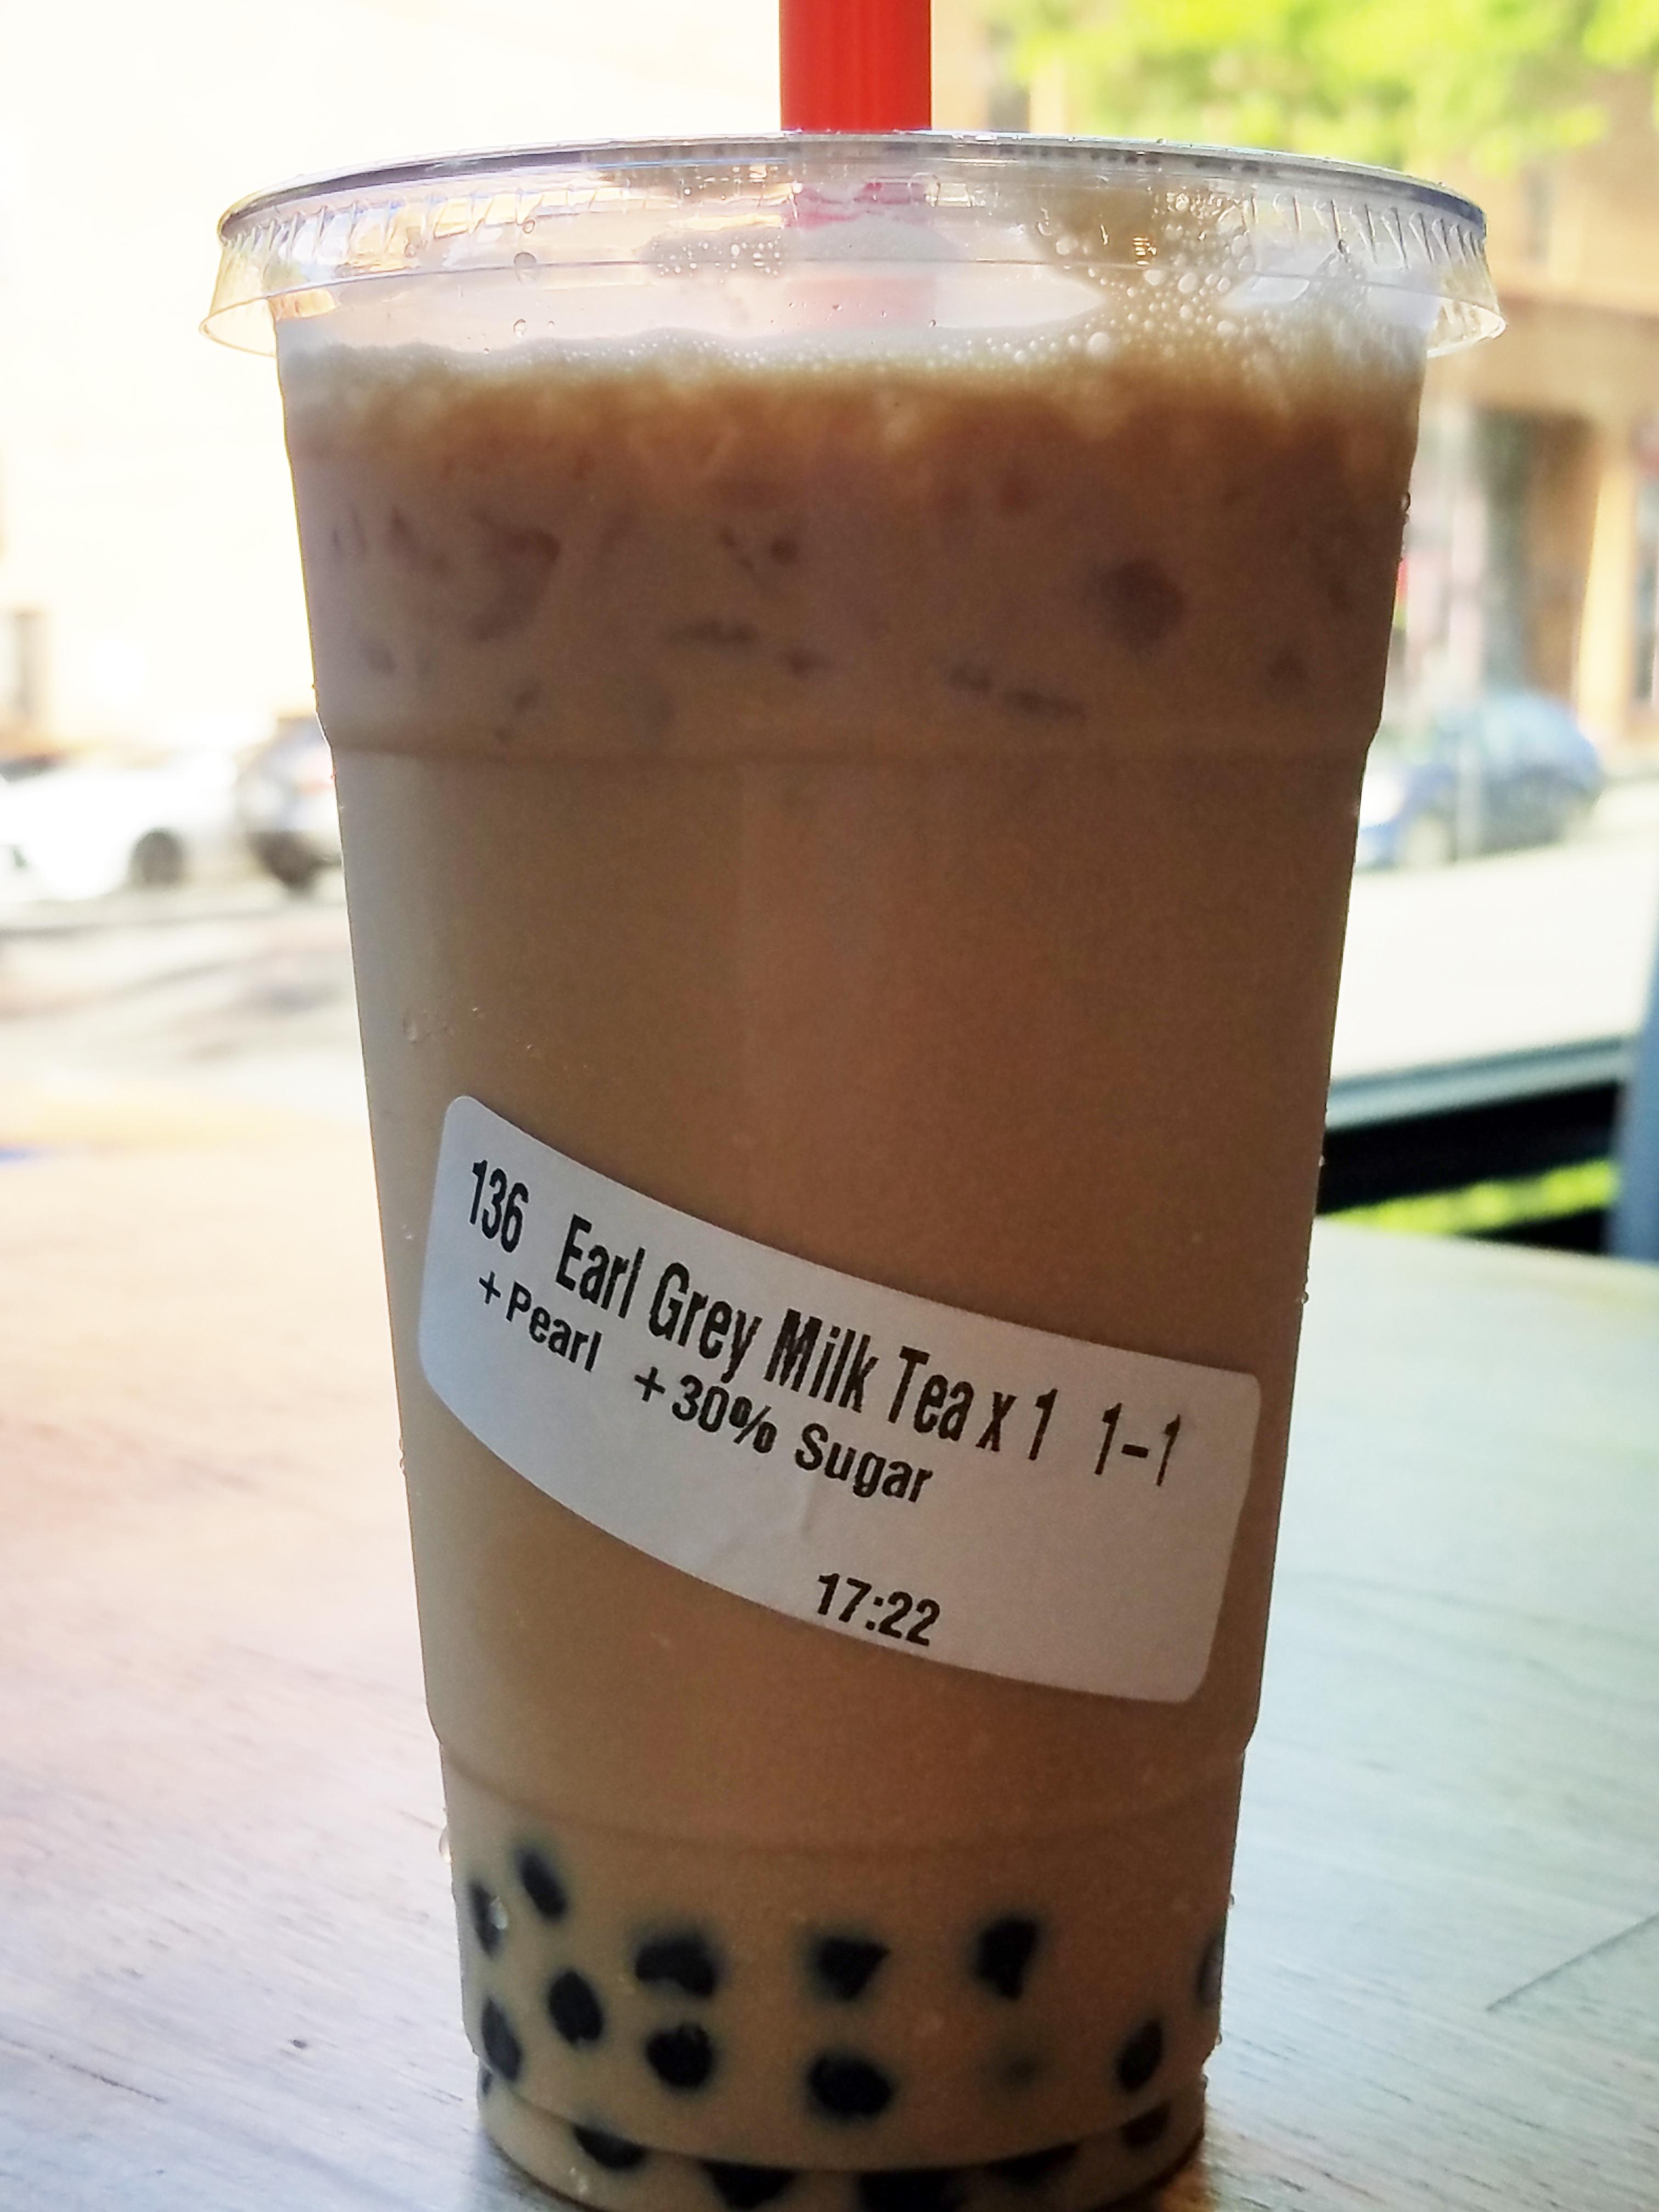 136 Earl Grey Milk Tea x 1 1-1
+Pearl +30% Sugar
17:22